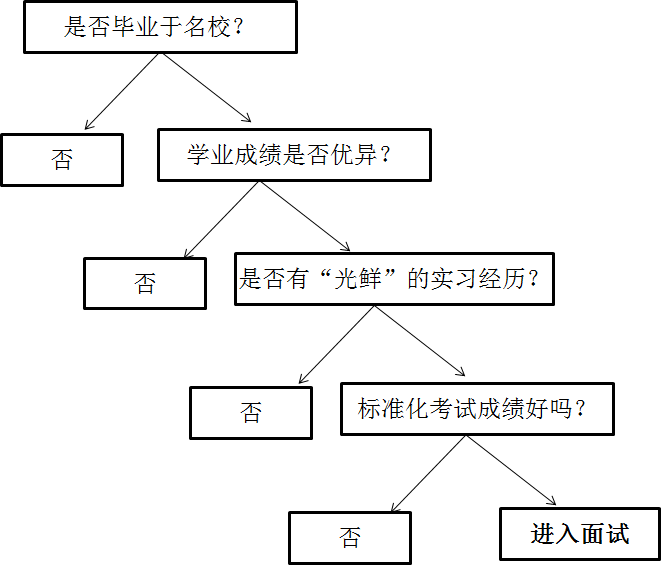 是否毕业于名校？
否
学业成绩是否优异？
否
是否有“光鲜”的实习经历？
否
标准化考试成绩好吗？
否
进入面试